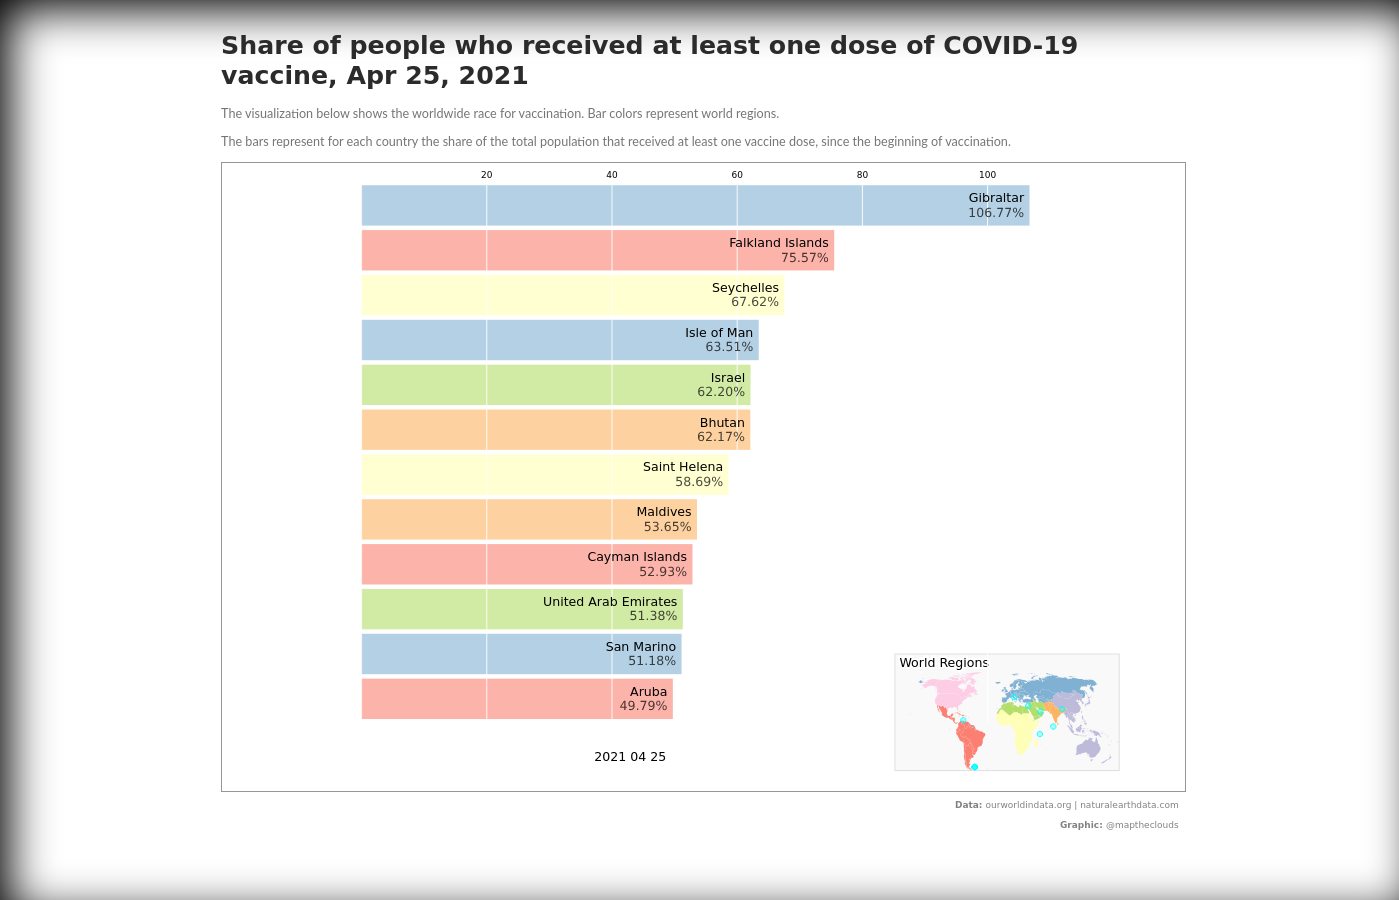 Share of people who received at least one dose of COVID-19
vaccine, Apr 25, 2021
The visualization below shows the worldwide race for vaccination. Bar colors represent world regions.
The bars represent for each country the share of the total population that received at least one vaccine dose, since the beginning of vaccination.
20 40 60 80 100
Gibraltar
106.77%
Falkland Islands
75.57%
Seychelles
67.62%
Isle of Man
63.51%
Israel
62.20%
Bhutan
62.17%
Saint Helena
58.69%
Maldives
53.65%
Cayman Islands
52.93%
United Arab Emirates
51.38%
San Marino
51.18%
Aruba
49.79%
World Regions
2021 04 25
Data: ourworldindata.org | naturalearthdata.com
Graphic: @maptheclouds